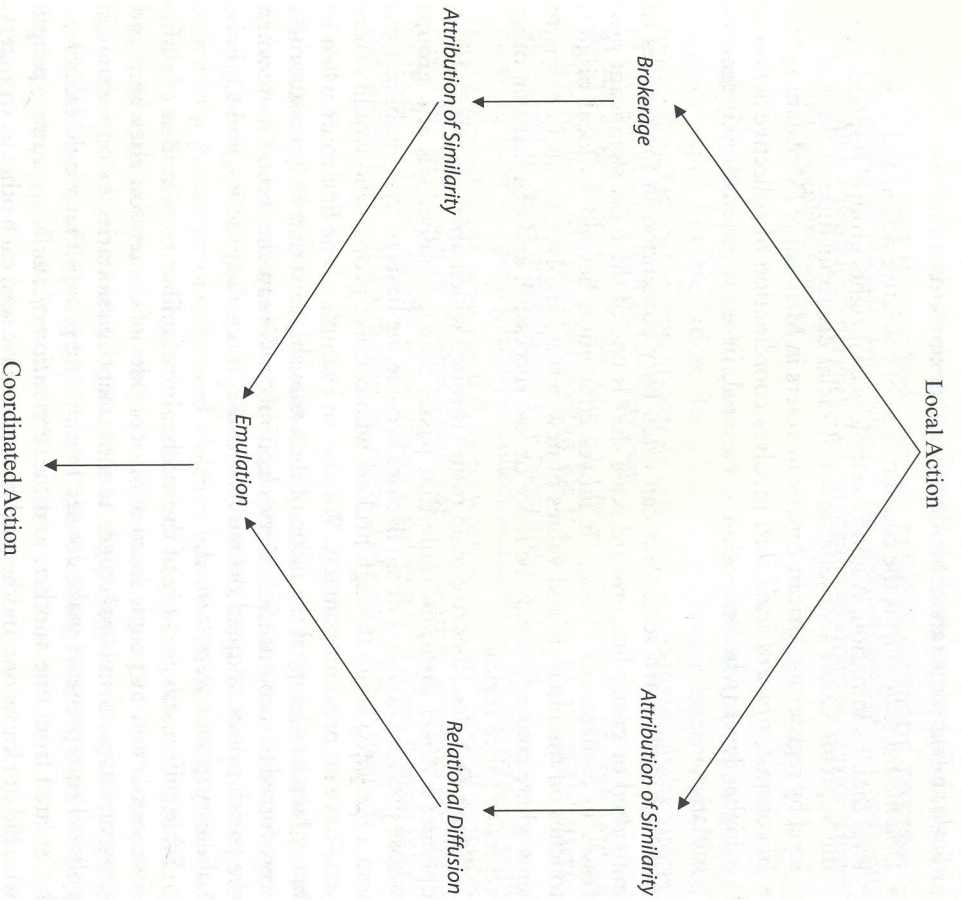 Local Action
Brokerage
Attribution of Similarity
Attribution of Similarity
Relational Diffusion
Emulation
Coordinated Action